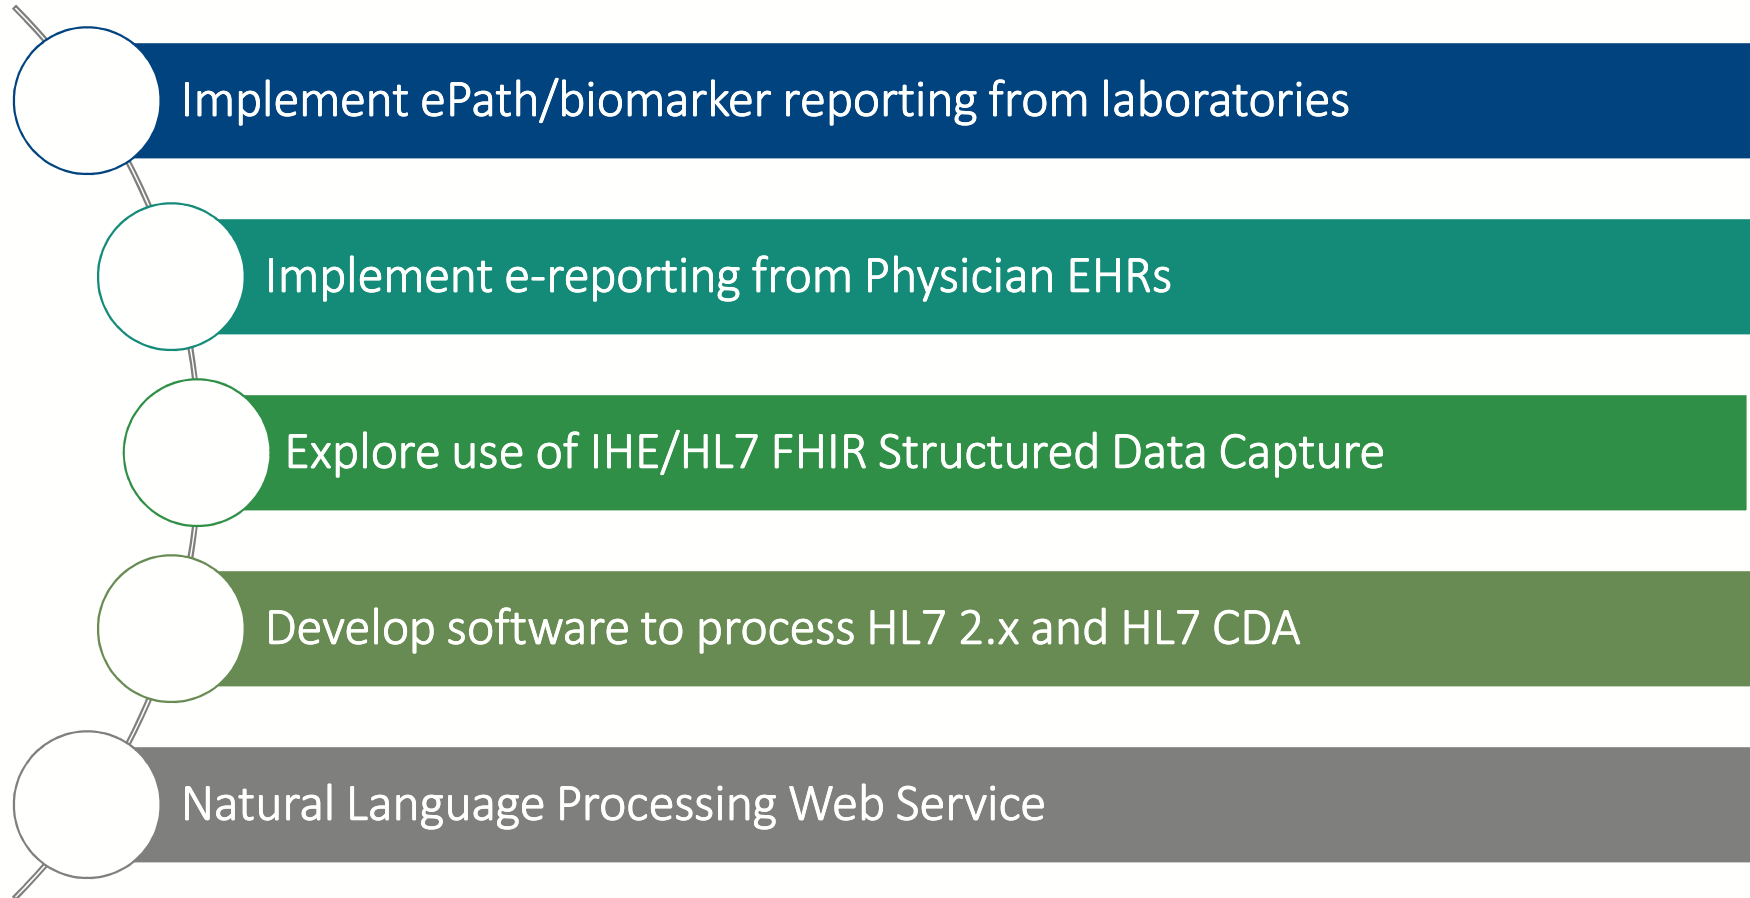 Implement ePath/biomarker reporting from laboratories
Implement e-reporting from Physician EHRs
Explore use of IHE/HL7 FHIR Structured Data Capture
Develop software to process HL7 2.x and HL7 CDA
Natural Language Processing Web Service